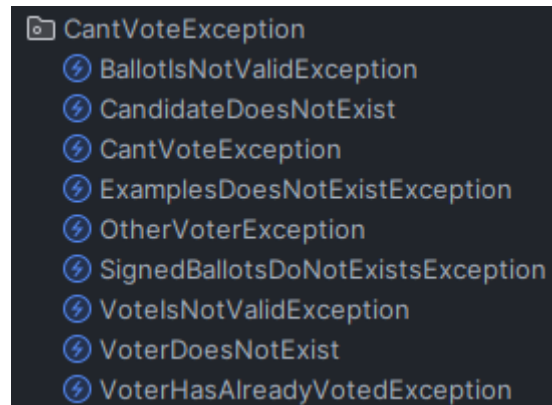 CantVoteException
BallotIsNotValidException
CandidateDoesNotExist
CantVoteException
ExamplesDoesNotExistException
OtherVoterException
SignedBallotsDoNotExistsException
VoteIsNotValidException
VoterDoesNotExist
VoterHasAlreadyVotedException